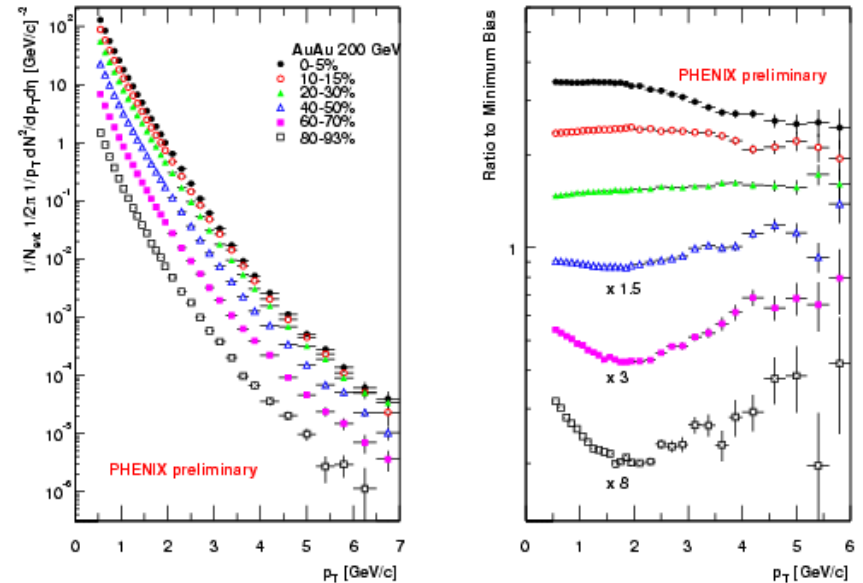 1/N_evt 1/2π 1/p_T dN²/dp_Tdη [GeV/c]⁻²
10²
10
1
10⁻¹
10⁻²
10⁻³
10⁻⁴
10⁻⁵
10⁻⁶
AuAu 200 GeV
0-5%
10-15%
20-30%
40-50%
60-70%
80-93%
PHENIX preliminary
0 1 2 3 4 5 6 7
p_T [GeV/c]
Ratio to Minimum Bias
PHENIX preliminary
1
x 1.5
x 3
x 8
0 1 2 3 4 5 6
p_T [GeV/c]